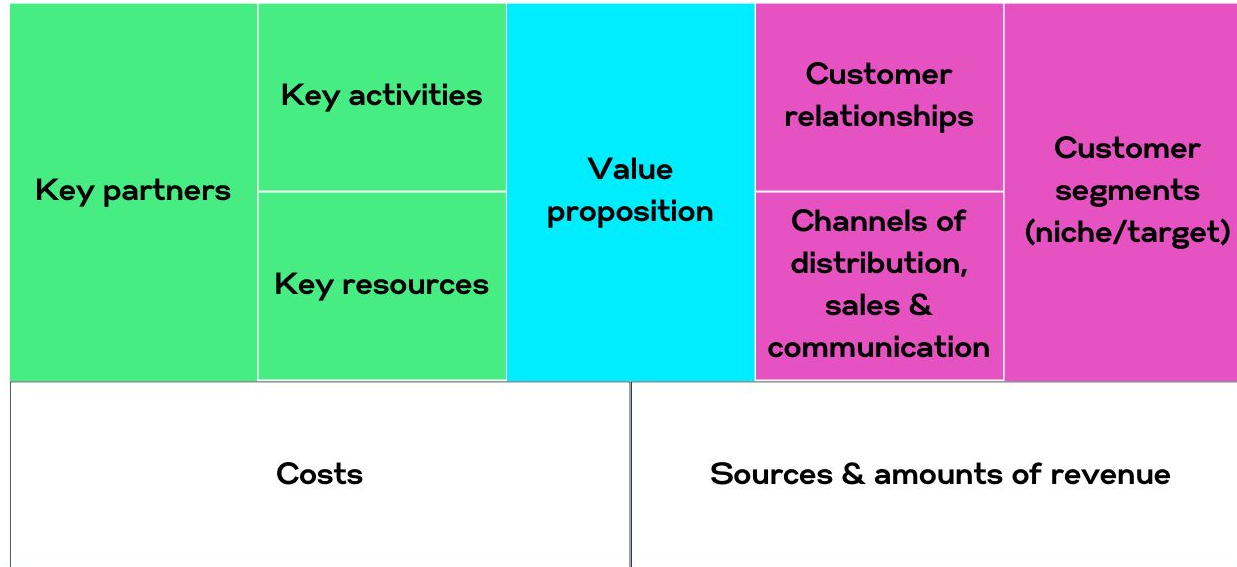 Key partners
Key activities
Key resources
Value
proposition
Customer
relationships
Channels of
distribution,
sales &
communication
Customer
segments
(niche/target)
Costs
Sources & amounts of revenue